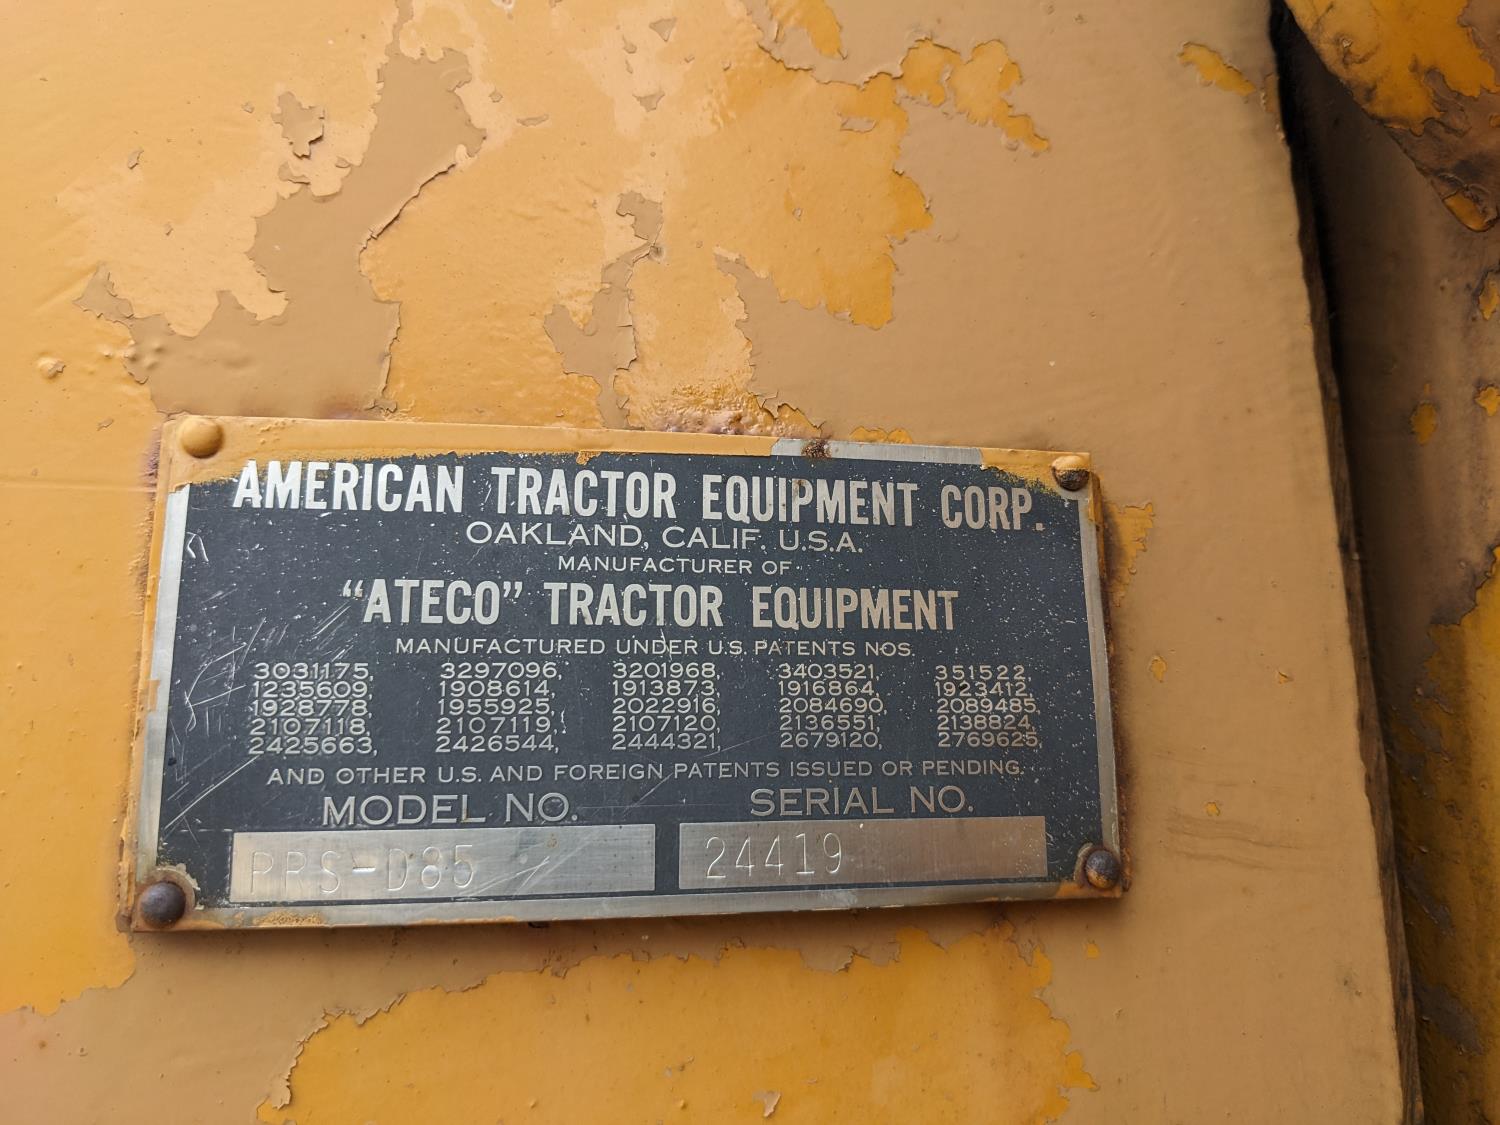 AMERICAN TRACTOR EQUIPMENT CORP.
OAKLAND, CALIF. U.S.A.
MANUFACTURER OF
"ATECO" TRACTOR EQUIPMENT
MANUFACTURED UNDER U.S. PATENTS NOS.
3031175, 3297096, 3201968, 3403521, 351522,
1235609, 1908614, 1913873, 1916864, 1923412,
1928778, 1955925, 2022916, 2084690, 2089485,
2107118, 2107119, 2107120, 2136551, 2138824,
2425663, 2426544, 2444321, 2679120, 2769625,
AND OTHER U.S. AND FOREIGN PATENTS ISSUED OR PENDING.
MODEL NO. SERIAL NO.
PRS-D85 24419